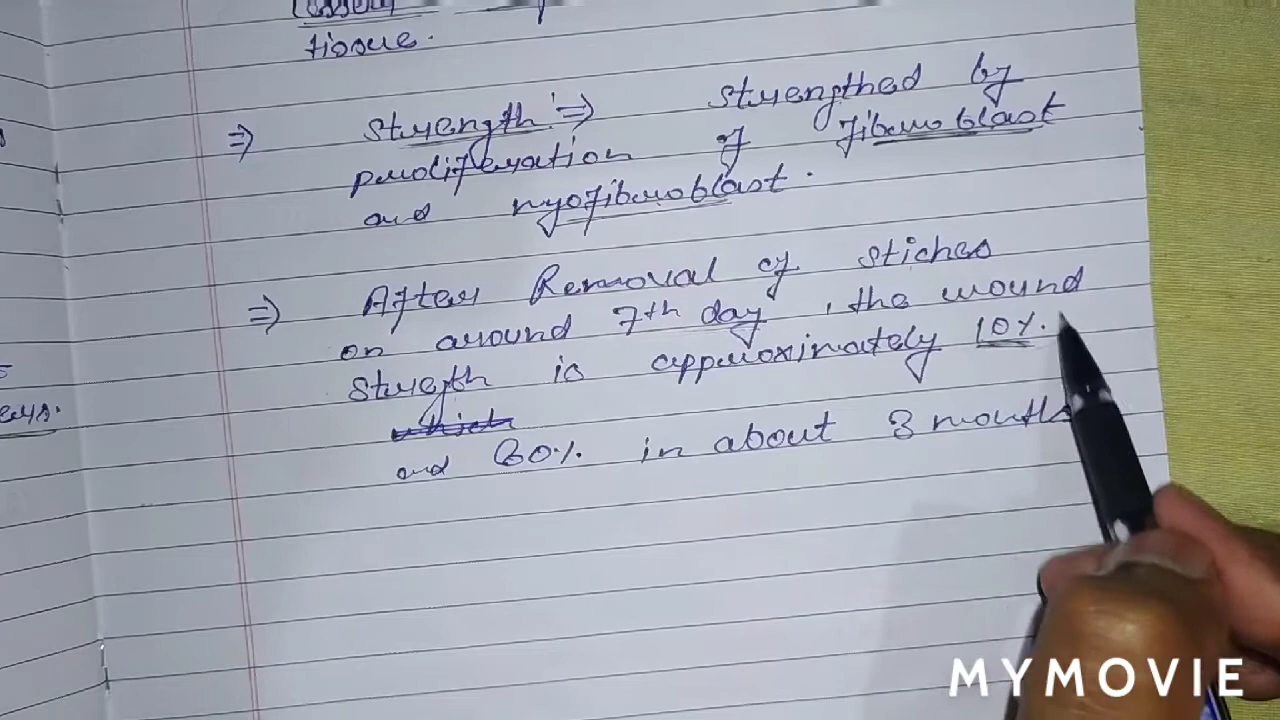 tissue.
⇒ Strength :⇒ Strengthed by
proliferation of fibroblast
and myofibroblast.
⇒ After Removal of stiches
on around 7th day, the wound
Strength is approximately 10%.
which
and 80% in about 3 months
MYMOVIE